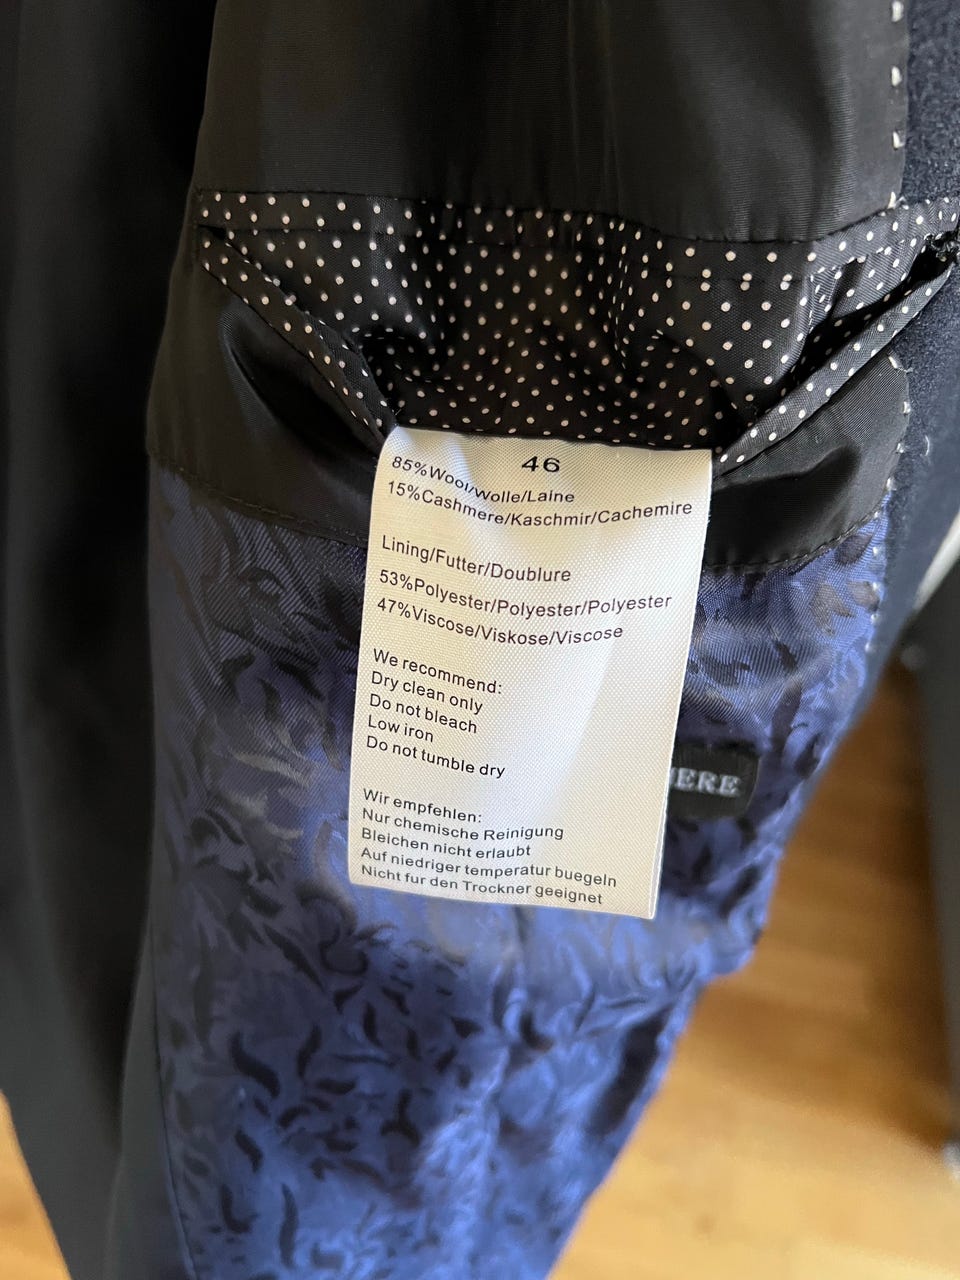 46
85%Wool/Wolle/Laine
15%Cashmere/Kaschmir/Cachemire
Lining/Futter/Doublure
53%Polyester/Polyester/Polyester
47%Viscose/Viskose/Viscose
We recommend:
Dry clean only
Do not bleach
Low iron
Do not tumble dry
Wir empfehlen:
Nur chemische Reinigung
Bleichen nicht erlaubt
Auf niedriger temperatur buegeln
Nicht fur den Trockner geeignet